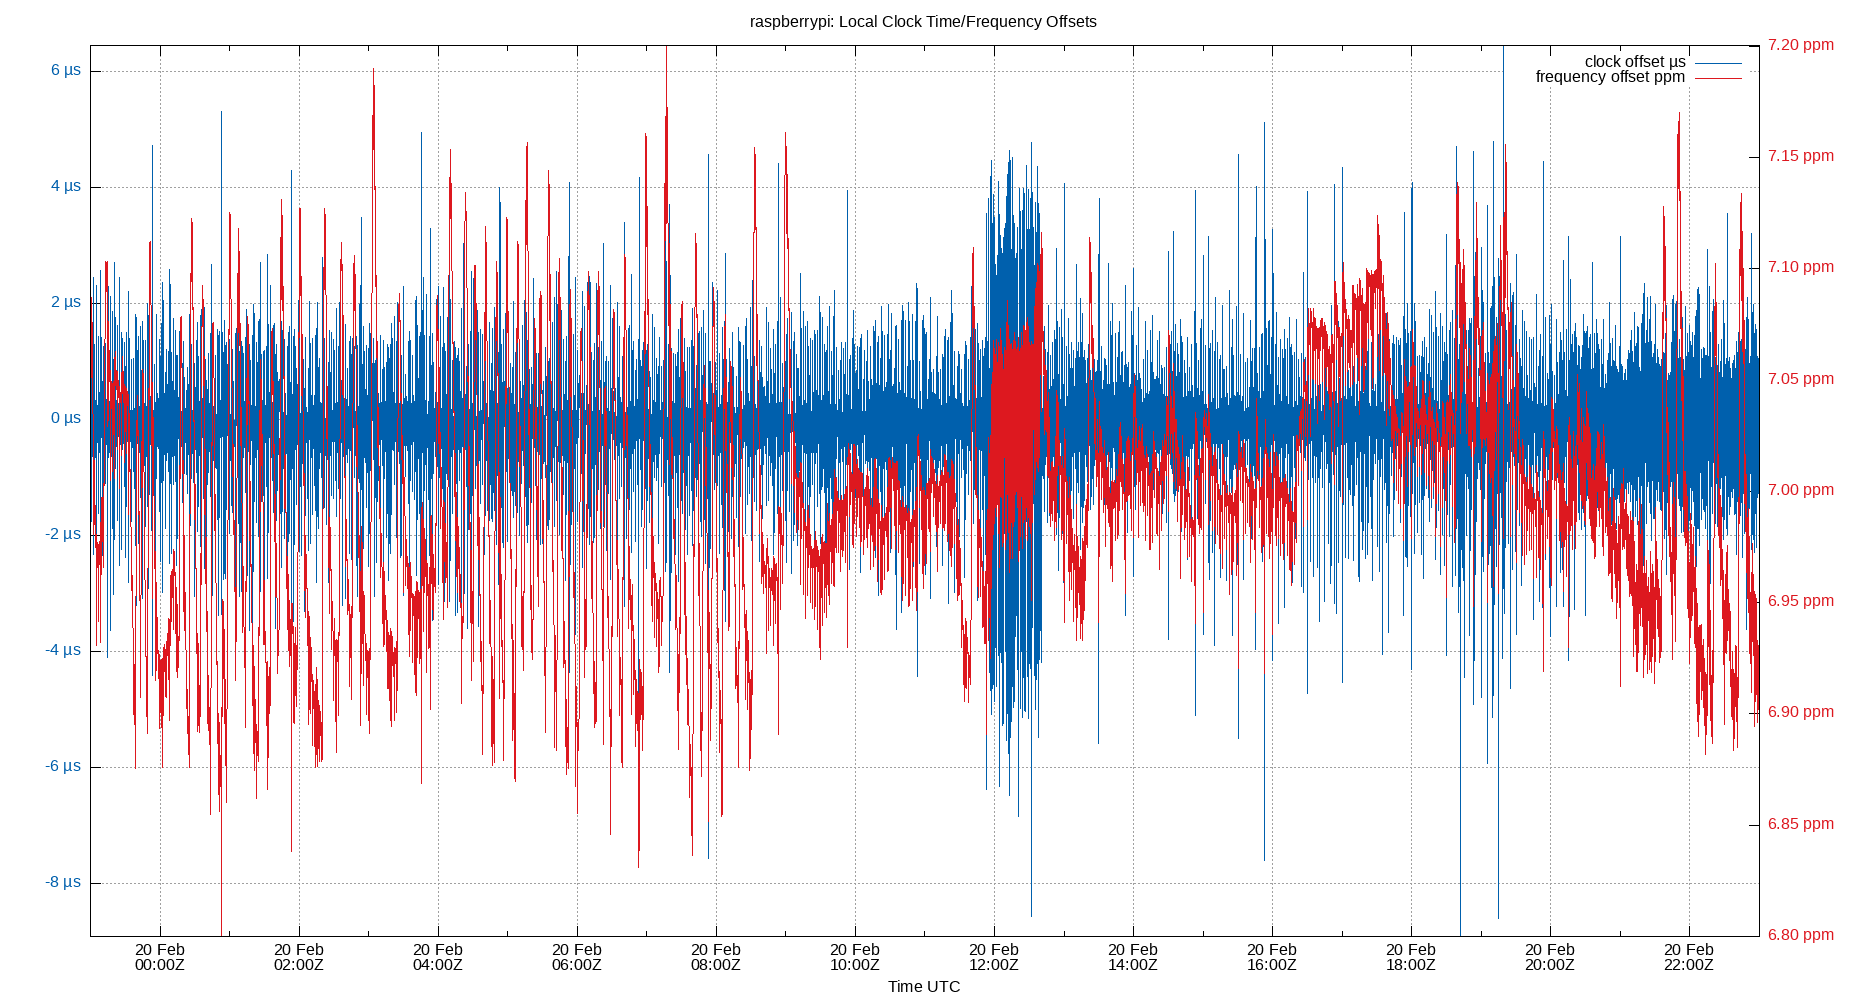 raspberrypi: Local Clock Time/Frequency Offsets
clock offset µs
frequency offset ppm
6 µs
4 µs
2 µs
0 µs
-2 µs
-4 µs
-6 µs
-8 µs
7.20 ppm
7.15 ppm
7.10 ppm
7.05 ppm
7.00 ppm
6.95 ppm
6.90 ppm
6.85 ppm
6.80 ppm
20 Feb
00:00Z
20 Feb
02:00Z
20 Feb
04:00Z
20 Feb
06:00Z
20 Feb
08:00Z
20 Feb
10:00Z
20 Feb
12:00Z
20 Feb
14:00Z
20 Feb
16:00Z
20 Feb
18:00Z
20 Feb
20:00Z
20 Feb
22:00Z
Time UTC